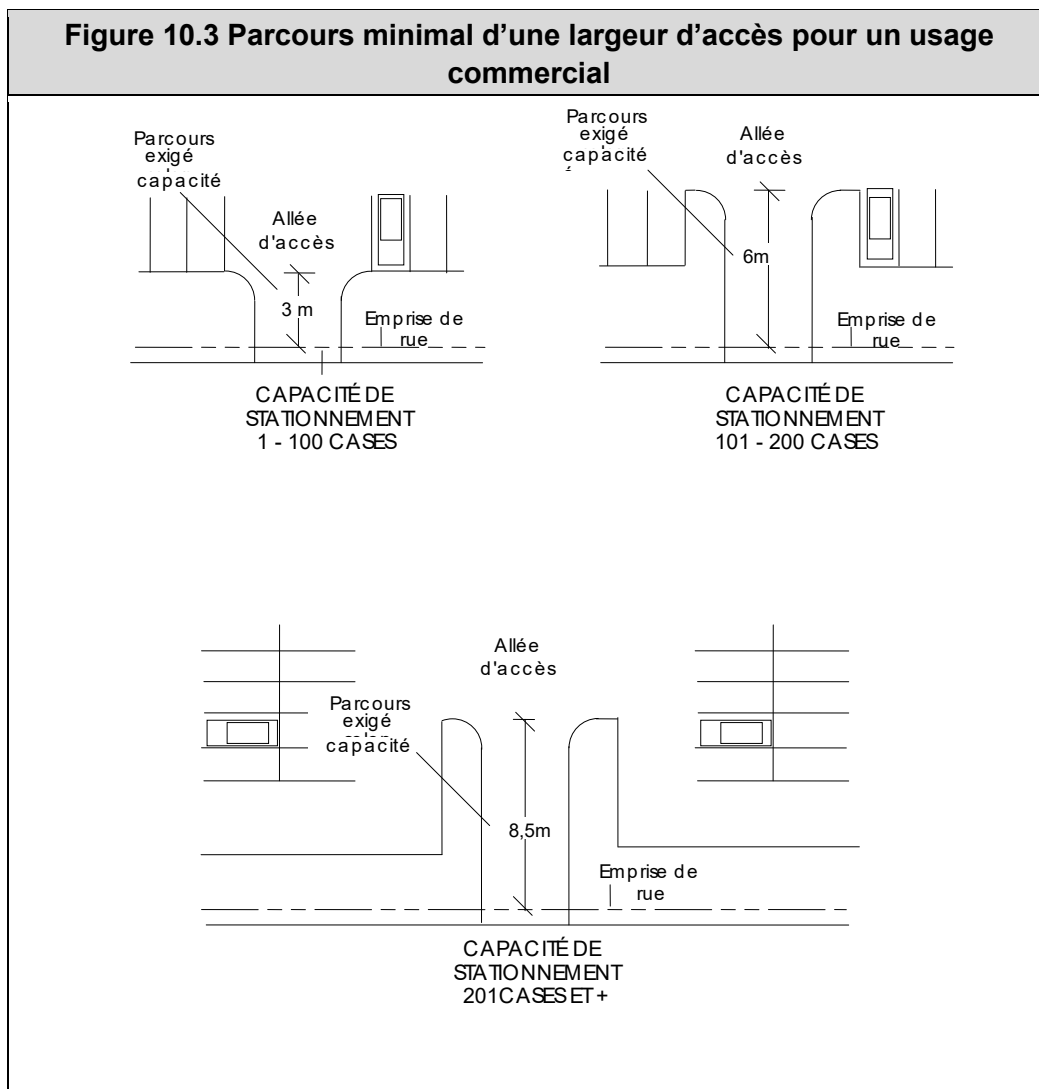 Figure 10.3 Parcours minimal d'une largeur d'accès pour un usage
commercial
Parcours
exigé
capacité
Allée
d'accès
3 m
Emprise de
rue
CAPACITÉ DE
STATIONNEMENT
1 - 100 CASES
Parcours
exigé
capacité
Allée
d'accès
6m
Emprise de
rue
CAPACITÉ DE
STATIONNEMENT
101 - 200 CASES
Allée
d'accès
Parcours
exigé
capacité
8,5m
Emprise de
rue
CAPACITÉ DE
STATIONNEMENT
201 CASES ET +